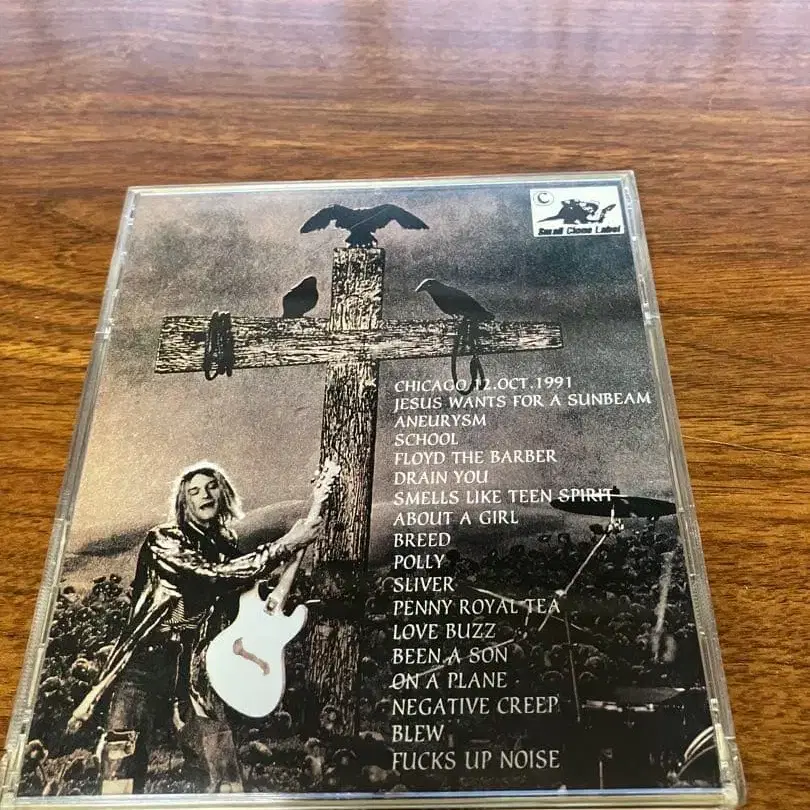 ©
Small Clone Label
CHICAGO/12.OCT.1991
JESUS WANTS FOR A SUNBEAM
ANEURYSM
SCHOOL
FLOYD THE BARBER
DRAIN YOU
SMELLS LIKE TEEN SPIRIT
ABOUT A GIRL
BREED
POLLY
SLIVER
PENNY ROYAL TEA
LOVE BUZZ
BEEN A SON
ON A PLANE
NEGATIVE CREEP
BLEW
FUCKS UP NOISE